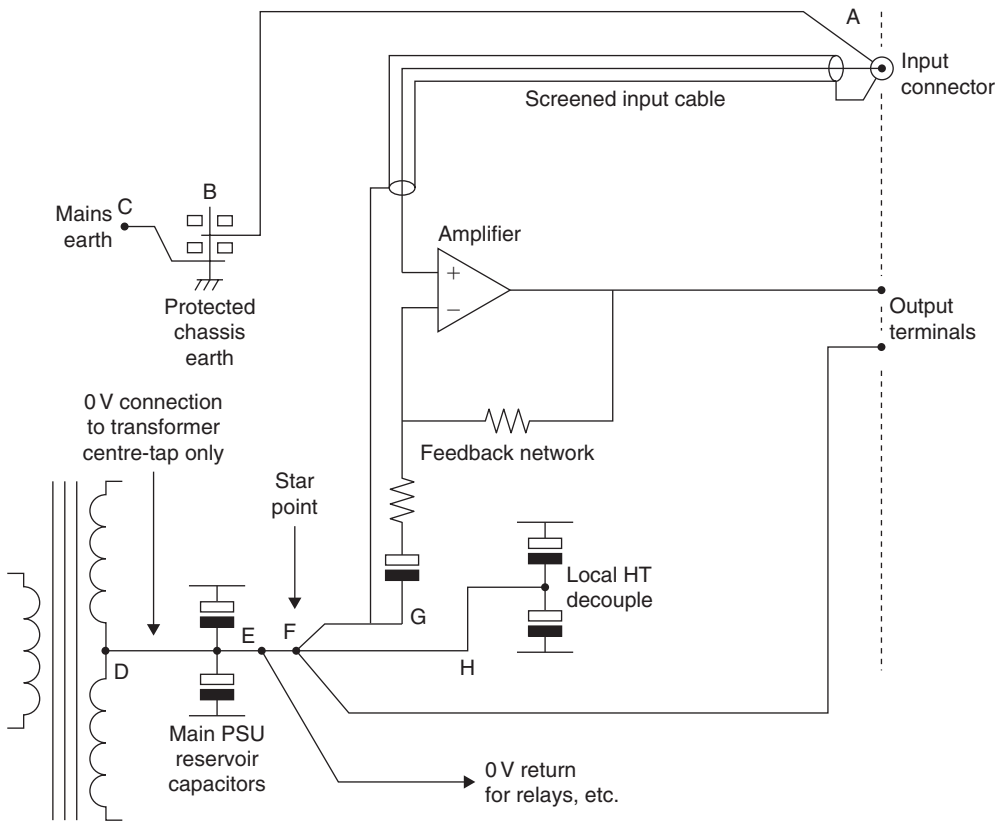 A
Input
connector
Screened input cable
B
Mains C
earth
Protected
chassis
earth
Amplifier
+
−
Output
terminals
0 V connection
to transformer
centre-tap only
Feedback network
Star
point
Local HT
decouple
G
E
F
D
H
Main PSU
reservoir
capacitors
0 V return
for relays, etc.